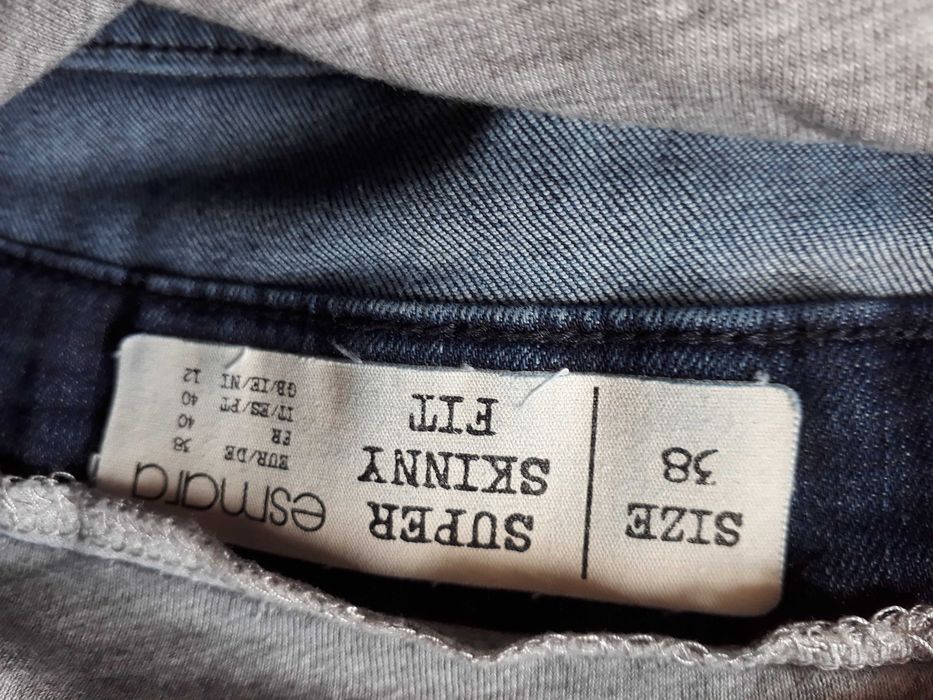 SIZE
38
SUPER
SKINNY
FIT
esmara
EUR/DE 38
FR 40
IT/ES/PT 40
GB/IE/NI 12